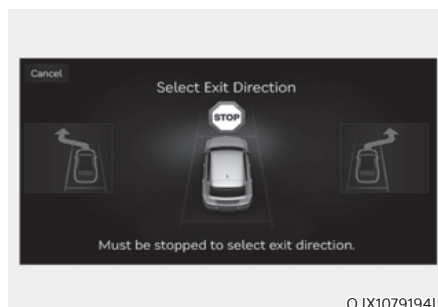 Cancel
Select Exit Direction
STOP
Must be stopped to select exit direction.
OJX1079194L